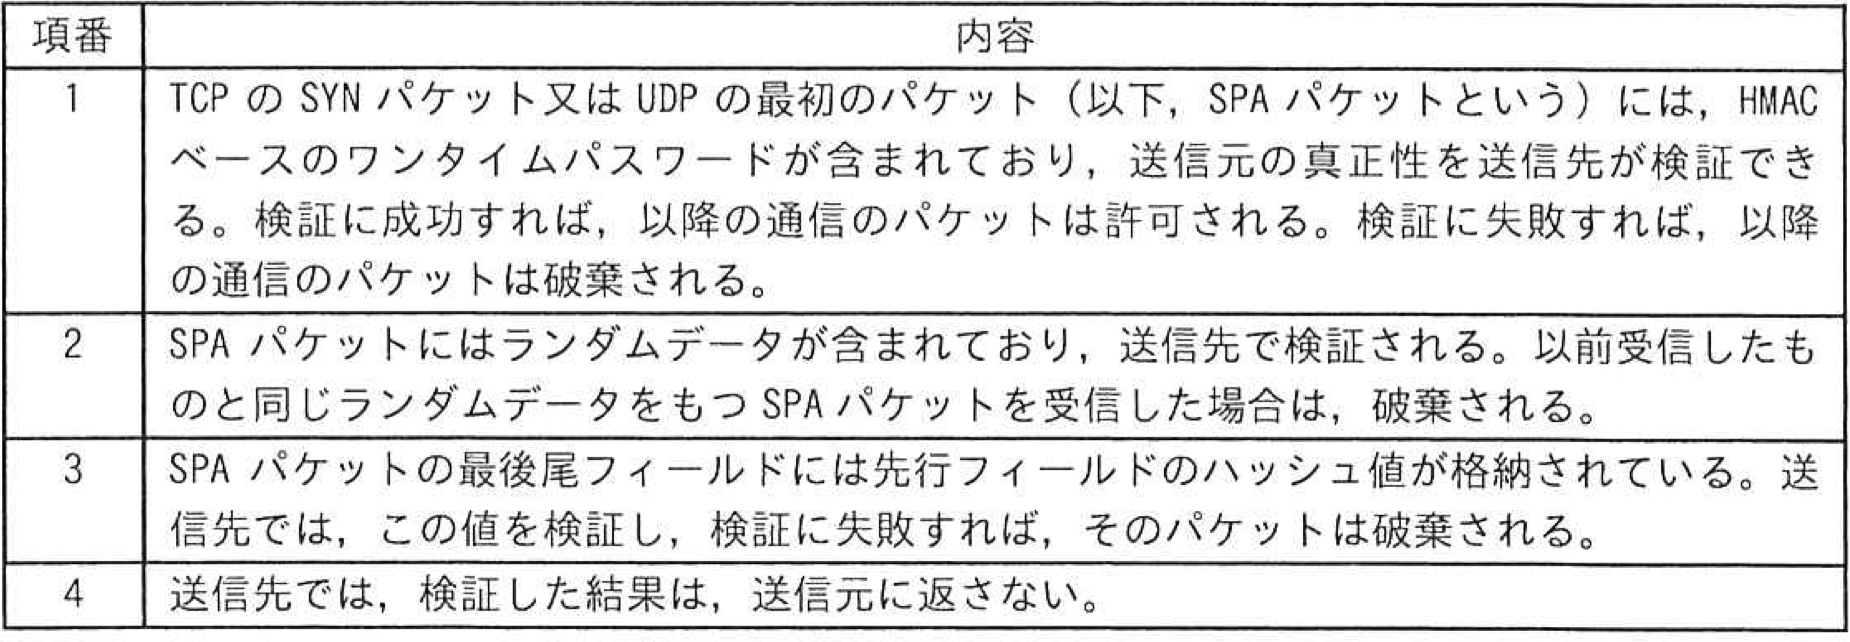 項番 内容
1 TCP の SYN パケット又は UDP の最初のパケット（以下，SPA パケットという）には，HMAC
ベースのワンタイムパスワードが含まれており，送信元の真正性を送信先が検証でき
る。検証に成功すれば，以降の通信のパケットは許可される。検証に失敗すれば，以降
の通信のパケットは破棄される。
2 SPA パケットにはランダムデータが含まれており，送信先で検証される。以前受信したも
のと同じランダムデータをもつ SPA パケットを受信した場合は，破棄される。
3 SPA パケットの最後尾フィールドには先行フィールドのハッシュ値が格納されている。送
信先では，この値を検証し，検証に失敗すれば，そのパケットは破棄される。
4 送信先では，検証した結果は，送信元に返さない。